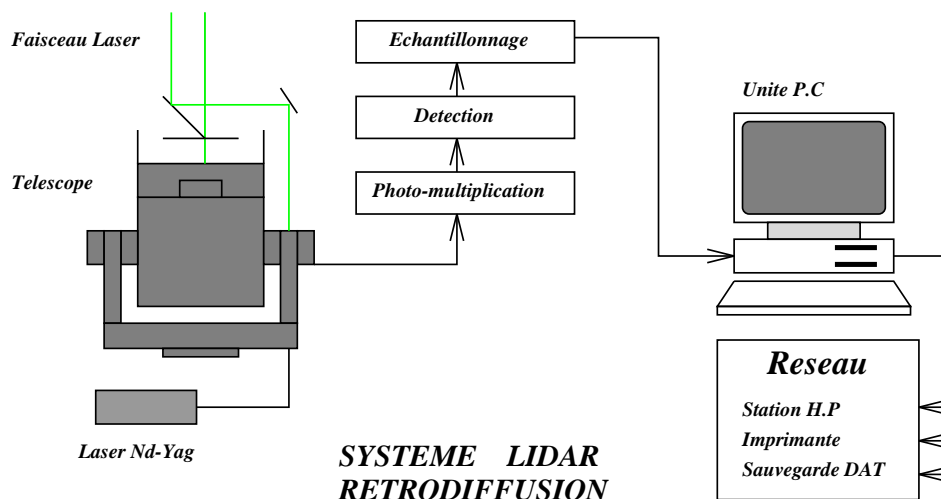 Faisceau Laser
Echantillonnage
Unite P.C
Detection
Telescope
Photo-multiplication
Reseau
Station H.P
Imprimante
Sauvegarde DAT
Laser Nd-Yag
SYSTEME LIDAR
RETRODIFFUSION